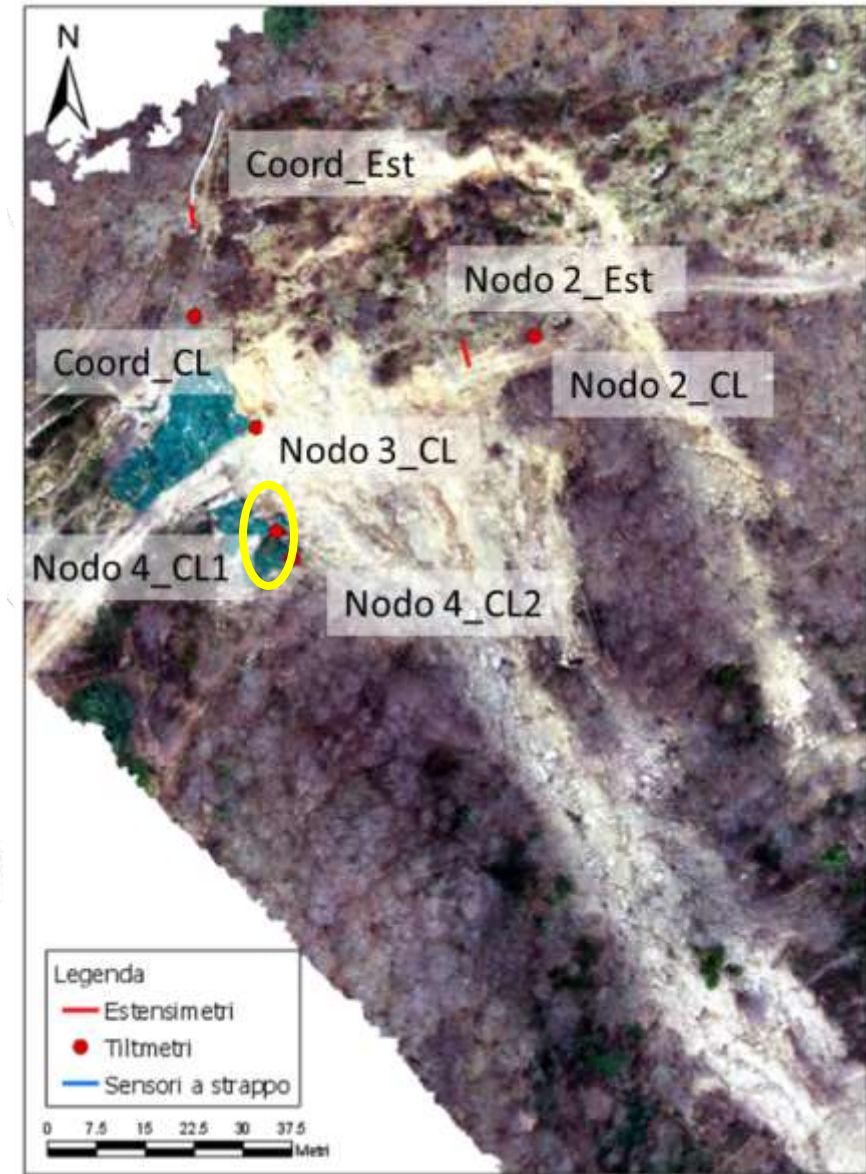 N
Coord_Est
Nodo 2_Est
Coord_CL
Nodo 2_CL
Nodo 3_CL
Nodo 4_CL1
Nodo 4_CL2
Legenda
Estensimetri
Tiltmetri
Sensori a strappo
0 7.5 15 22.5 30 37.5
Metri